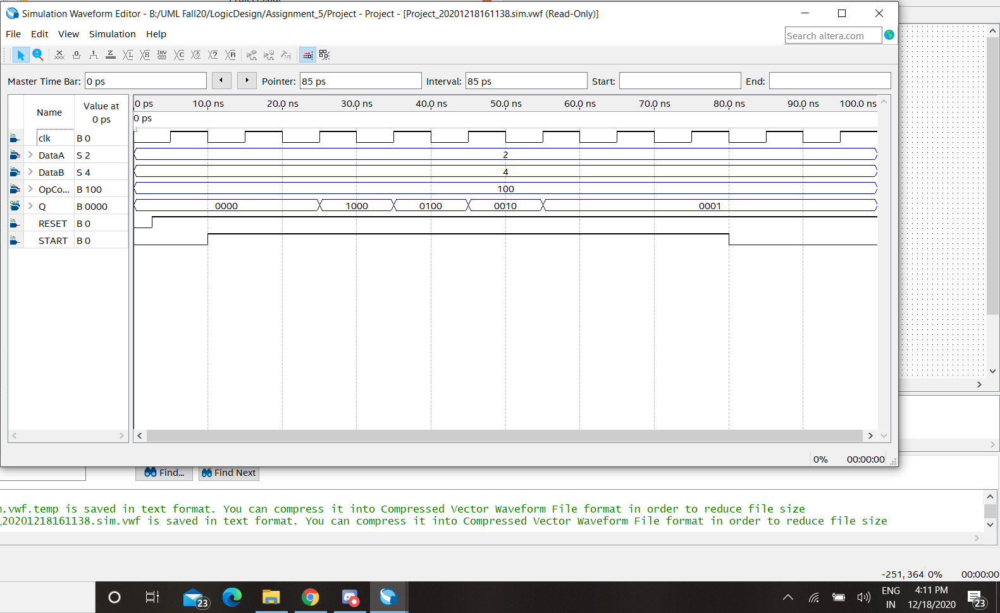 Simulation Waveform Editor - B:/UML Fall20/LogicDesign/Assignment_5/Project - Project - [Project_20201218161138.sim.vwf (Read-Only)]
File Edit View Simulation Help
Search altera.com
Master Time Bar: 0 ps Pointer: 85 ps Interval: 85 ps Start: End:
Name Value at 0 ps
0 ps 10.0 ns 20.0 ns 30.0 ns 40.0 ns 50.0 ns 60.0 ns 70.0 ns 80.0 ns 90.0 ns 100.0 ns
0 ps
clk B 0
DataA S 2 2
DataB S 4 4
OpCo... B 100 100
Q B 0000 0000 1000 0100 0010 0001
RESET B 0
START B 0
0% 00:00:00
Find... Find Next
.vwf.temp is saved in text format. You can compress it into Compressed Vector Waveform File format in order to reduce file size
_20201218161138.sim.vwf is saved in text format. You can compress it into Compressed Vector Waveform File format in order to reduce file size
-251, 364 0% 00:00:00
23
ENG 4:11 PM
IN 12/18/2020
23